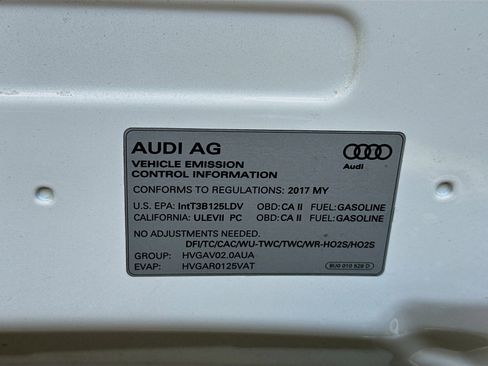 AUDI AG
Audi
VEHICLE EMISSION
CONTROL INFORMATION
CONFORMS TO REGULATIONS: 2017 MY
U.S. EPA: IntT3B125LDV OBD: CA II FUEL: GASOLINE
CALIFORNIA: ULEVII PC OBD: CA II FUEL: GASOLINE
NO ADJUSTMENTS NEEDED.
DFI/TC/CAC/WU-TWC/TWC/WR-HO2S/HO2S
GROUP: HVGAV02.0AUA
EVAP: HVGAR0125VAT
8U0 010 528 D